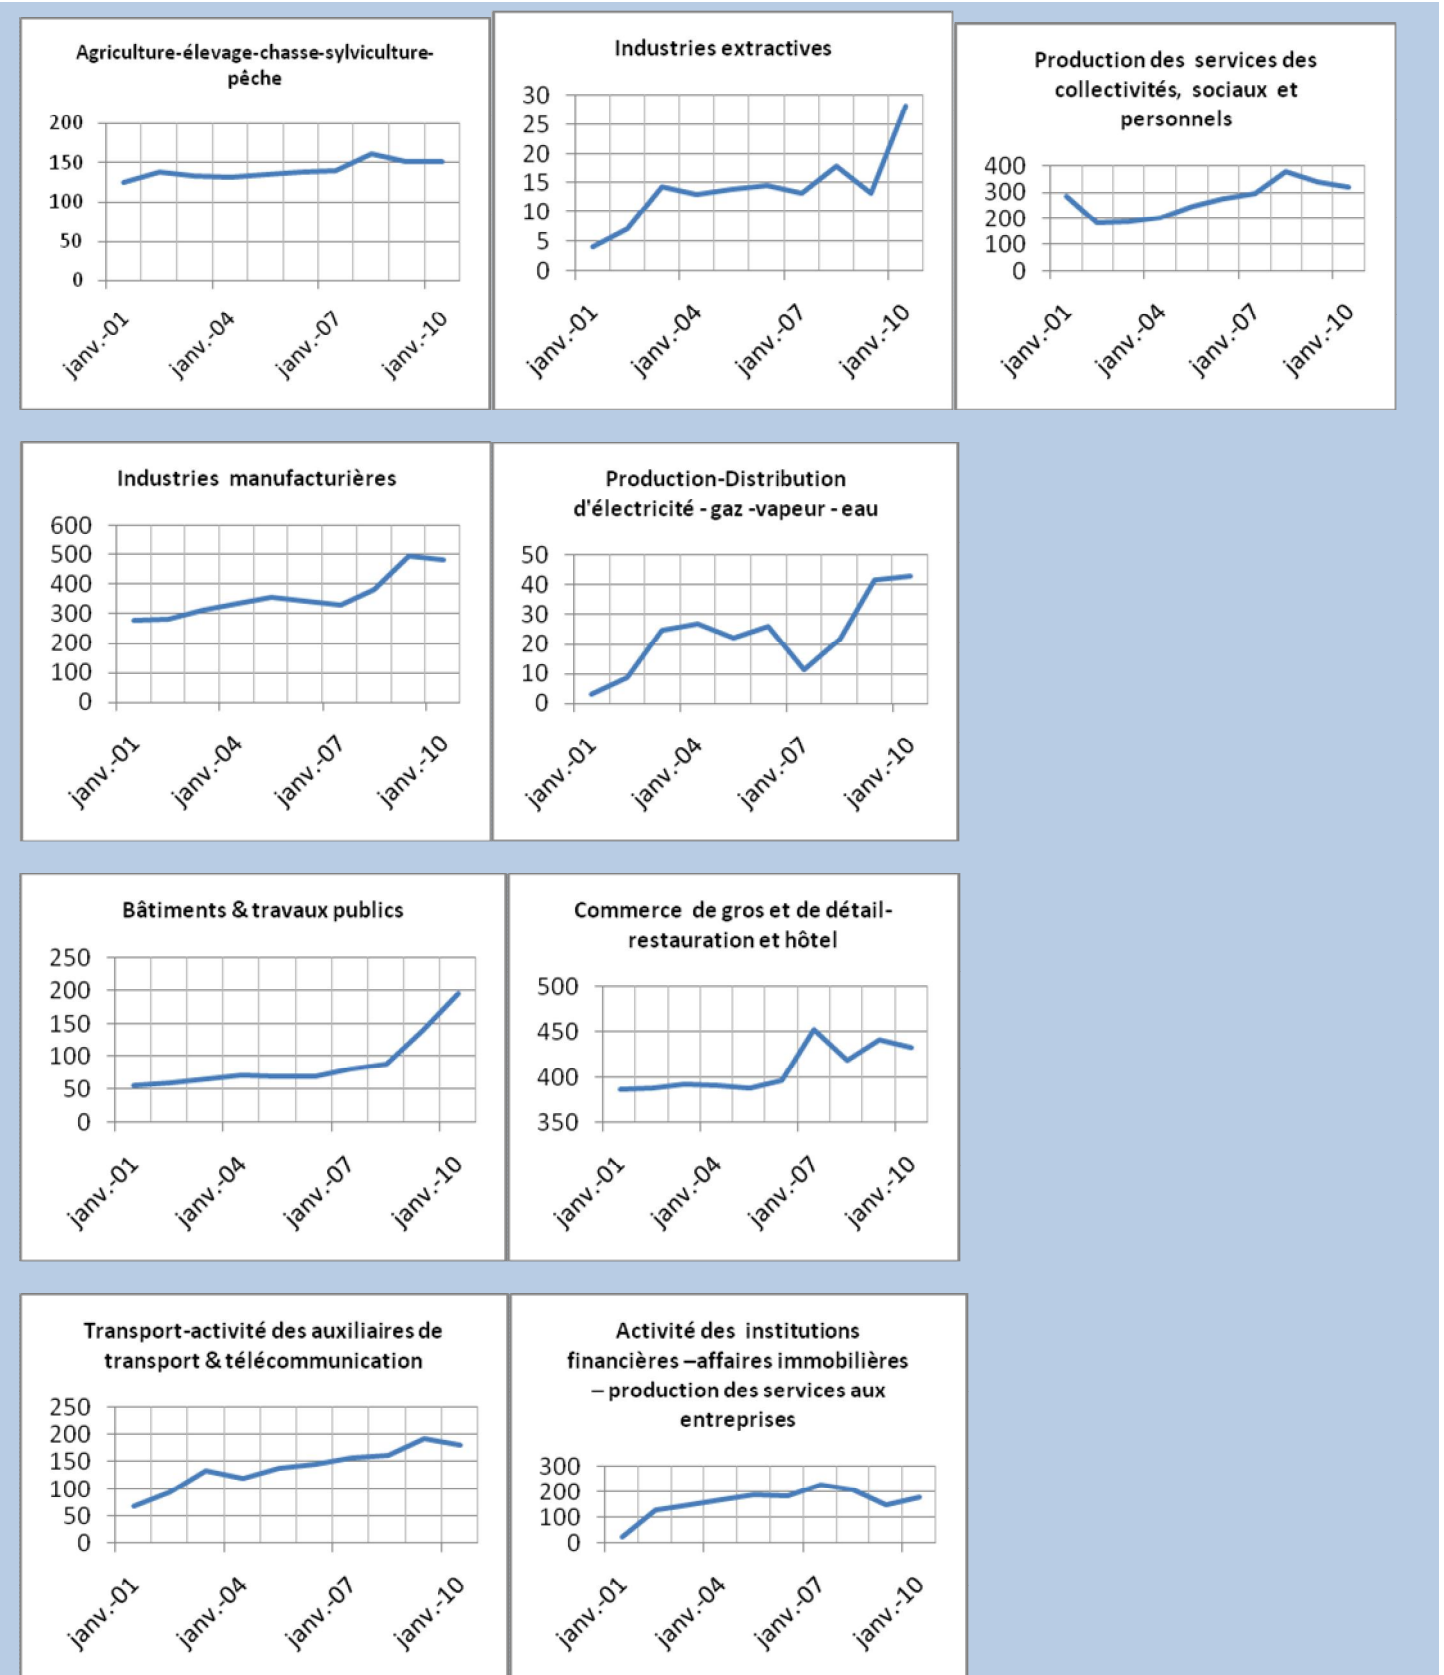 Agriculture-élevage-chasse-sylviculture-
pêche
200
150
100
50
0
janv.-01
janv.-04
janv.-07
janv.-10
Industries extractives
30
25
20
15
10
5
0
janv.-01
janv.-04
janv.-07
janv.-10
Production des services des
collectivités, sociaux et
personnels
400
300
200
100
0
janv.-01
janv.-04
janv.-07
janv.-10
Industries manufacturières
600
500
400
300
200
100
0
janv.-01
janv.-04
janv.-07
janv.-10
Production-Distribution
d'électricité - gaz -vapeur - eau
50
40
30
20
10
0
janv.-01
janv.-04
janv.-07
janv.-10
Bâtiments & travaux publics
250
200
150
100
50
0
janv.-01
janv.-04
janv.-07
janv.-10
Commerce de gros et de détail-
restauration et hôtel
500
450
400
350
janv.-01
janv.-04
janv.-07
janv.-10
Transport-activité des auxiliaires de
transport & télécommunication
250
200
150
100
50
0
janv.-01
janv.-04
janv.-07
janv.-10
Activité des institutions
financières –affaires immobilières
– production des services aux
entreprises
300
200
100
0
janv.-01
janv.-04
janv.-07
janv.-10